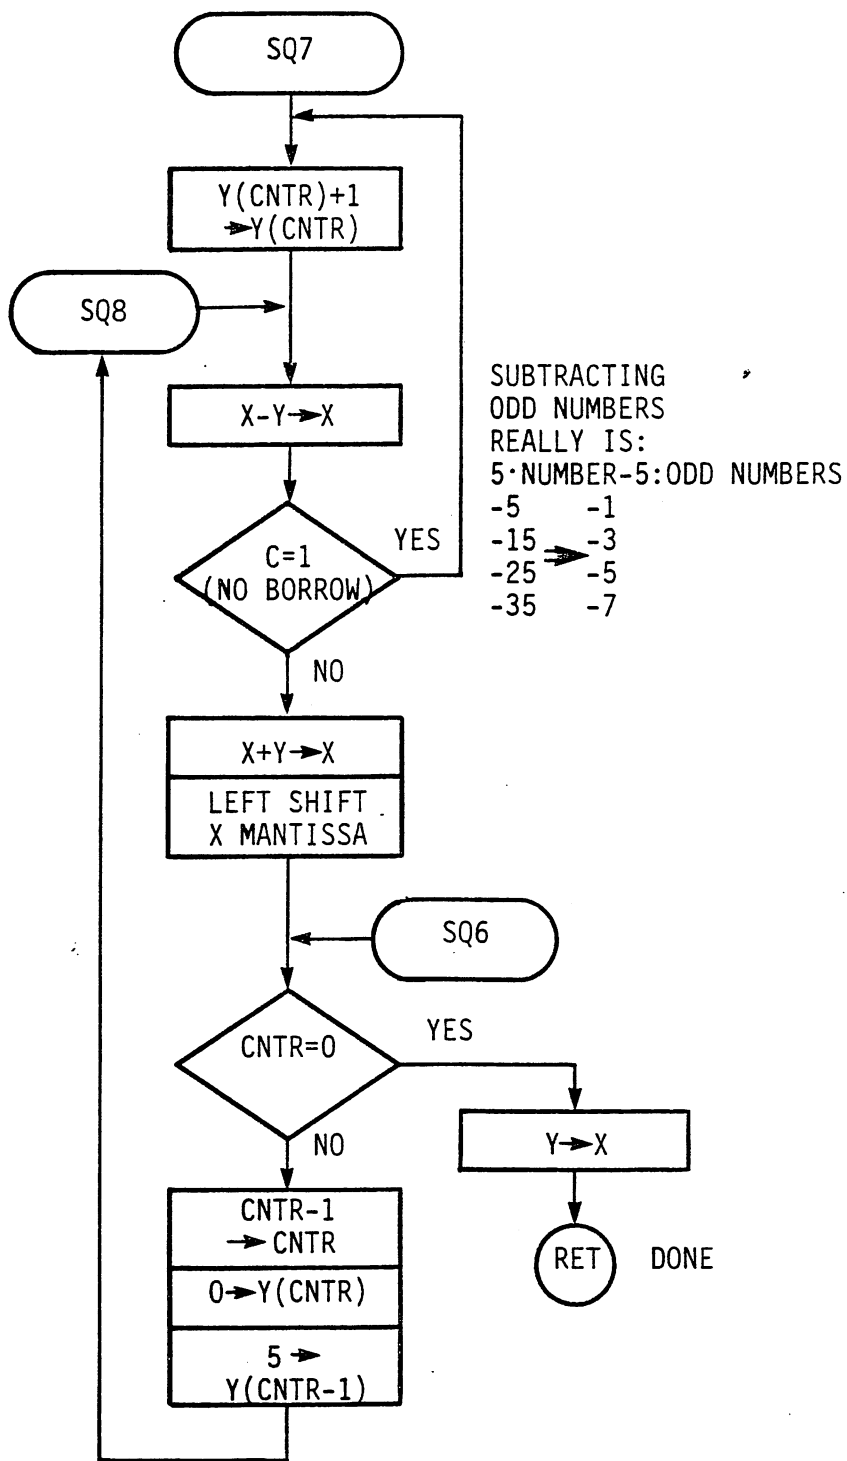 SQ7
Y(CNTR)+1
→Y(CNTR)
SQ8
X-Y→X
SUBTRACTING
ODD NUMBERS
REALLY IS:
5·NUMBER-5:ODD NUMBERS
-5 -1
-15 → -3
-25 -5
-35 -7
C=1
(NO BORROW)
YES
NO
X+Y→X
LEFT SHIFT
X MANTISSA
SQ6
CNTR=0
YES
NO
Y→X
RET DONE
CNTR-1
→ CNTR
0→Y(CNTR)
5 →
Y(CNTR-1)